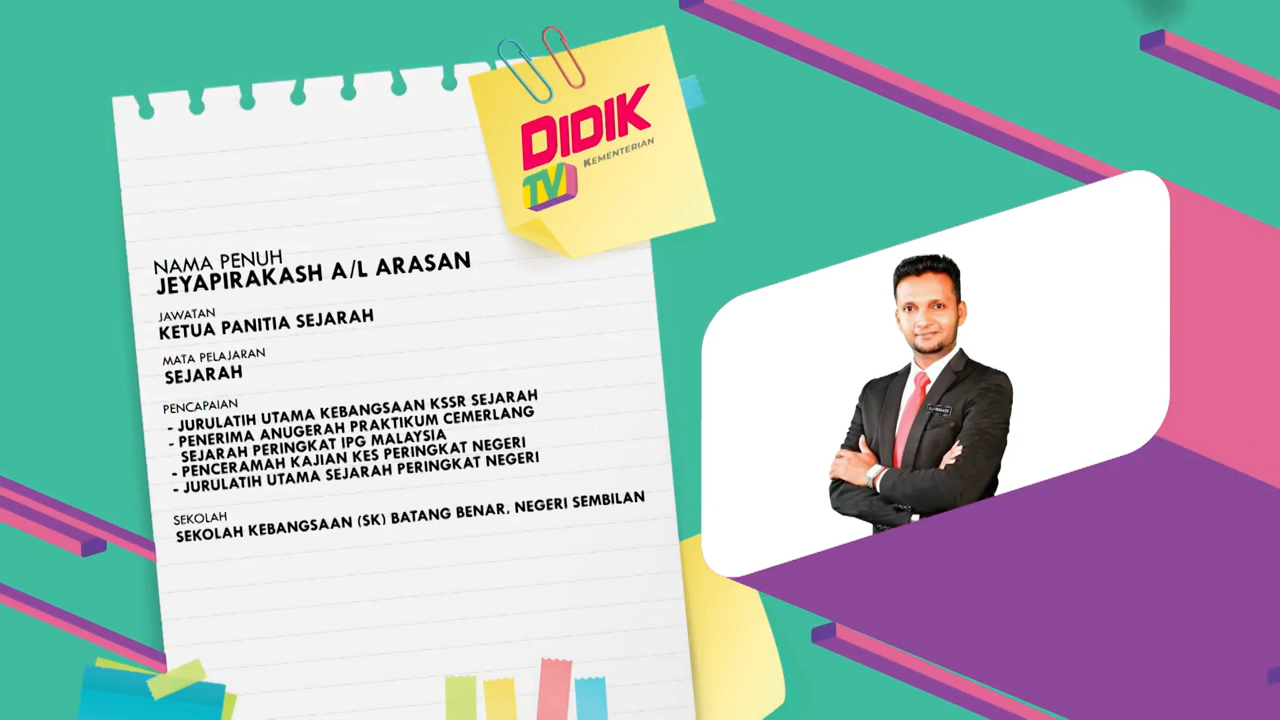 DIDIK
TV
KEMENTERIAN
NAMA PENUH
JEYAPIRAKASH A/L ARASAN
JAWATAN
KETUA PANITIA SEJARAH
MATA PELAJARAN
SEJARAH
PENCAPAIAN
- JURULATIH UTAMA KEBANGSAAN KSSR SEJARAH
- PENERIMA ANUGERAH PRAKTIKUM CEMERLANG
SEJARAH PERINGKAT IPG MALAYSIA
- PENCERAMAH KAJIAN KES PERINGKAT NEGERI
- JURULATIH UTAMA SEJARAH PERINGKAT NEGERI
SEKOLAH
SEKOLAH KEBANGSAAN (SK) BATANG BENAR, NEGERI SEMBILAN